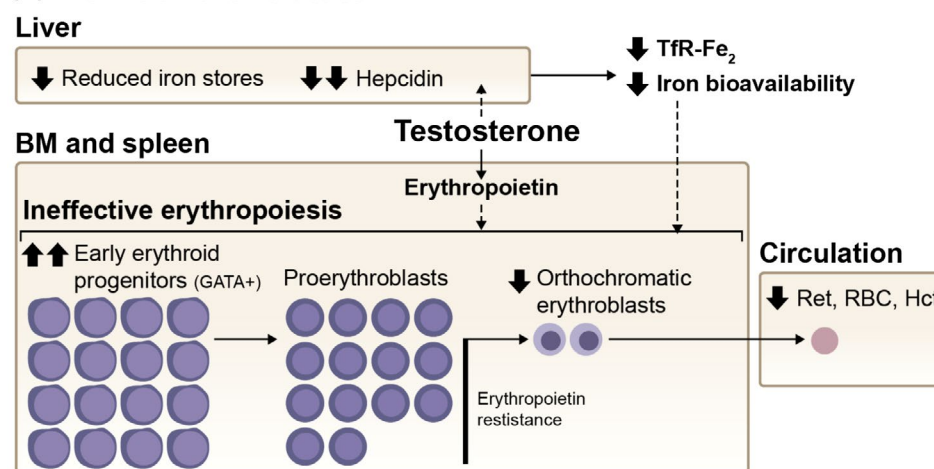 Liver
Reduced iron stores
Hepcidin
TfR-Fe2
Iron bioavailability
Testosterone
BM and spleen
Erythropoietin
Ineffective erythropoiesis
Early erythroid
progenitors (GATA+)
Proerythroblasts
Orthochromatic
erythroblasts
Erythropoietin
restistance
Circulation
Ret, RBC, Hct